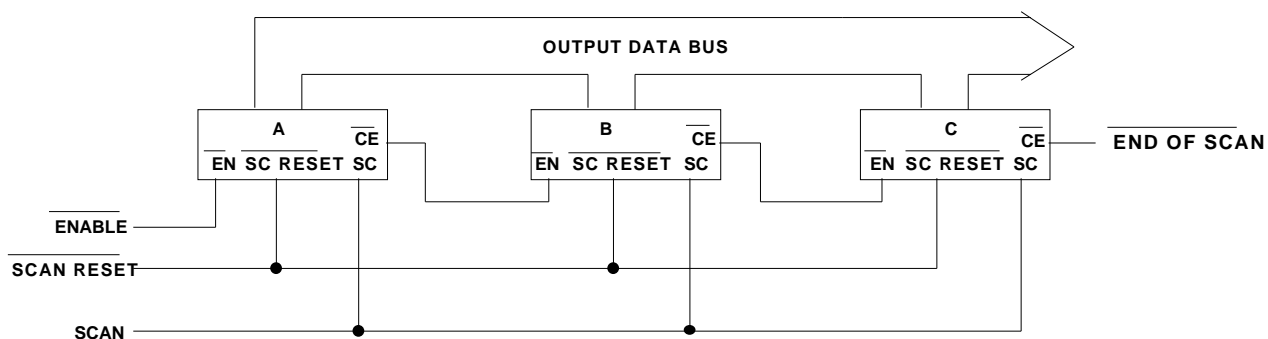 OUTPUT DATA BUS
A
B
C
CE
CE
CE
END OF SCAN
EN SC RESET SC
EN SC RESET SC
EN SC RESET SC
ENABLE
SCAN RESET
SCAN